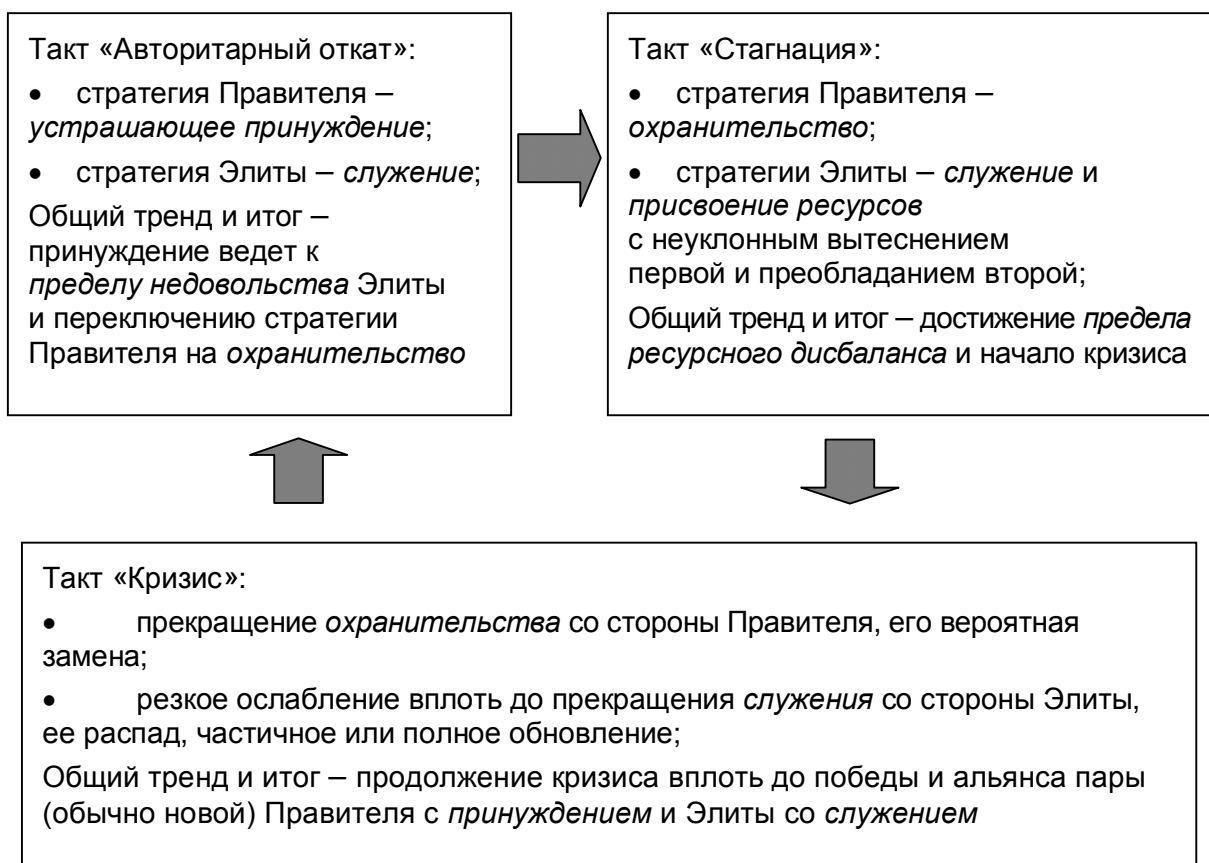 Такт «Авторитарный откат»:
• стратегия Правителя –
устрашающее принуждение;
• стратегия Элиты – служение;
Общий тренд и итог –
принуждение ведет к
пределу недовольства Элиты
и переключению стратегии
Правителя на охранительство
Такт «Стагнация»:
• стратегия Правителя –
охранительство;
• стратегии Элиты – служение и
присвоение ресурсов
с неуклонным вытеснением
первой и преобладанием второй;
Общий тренд и итог – достижение предела
ресурсного дисбаланса и начало кризиса
Такт «Кризис»:
• прекращение охранительства со стороны Правителя, его вероятная
замена;
• резкое ослабление вплоть до прекращения служения со стороны Элиты,
ее распад, частичное или полное обновление;
Общий тренд и итог – продолжение кризиса вплоть до победы и альянса пары
(обычно новой) Правителя с принуждением и Элиты со служением